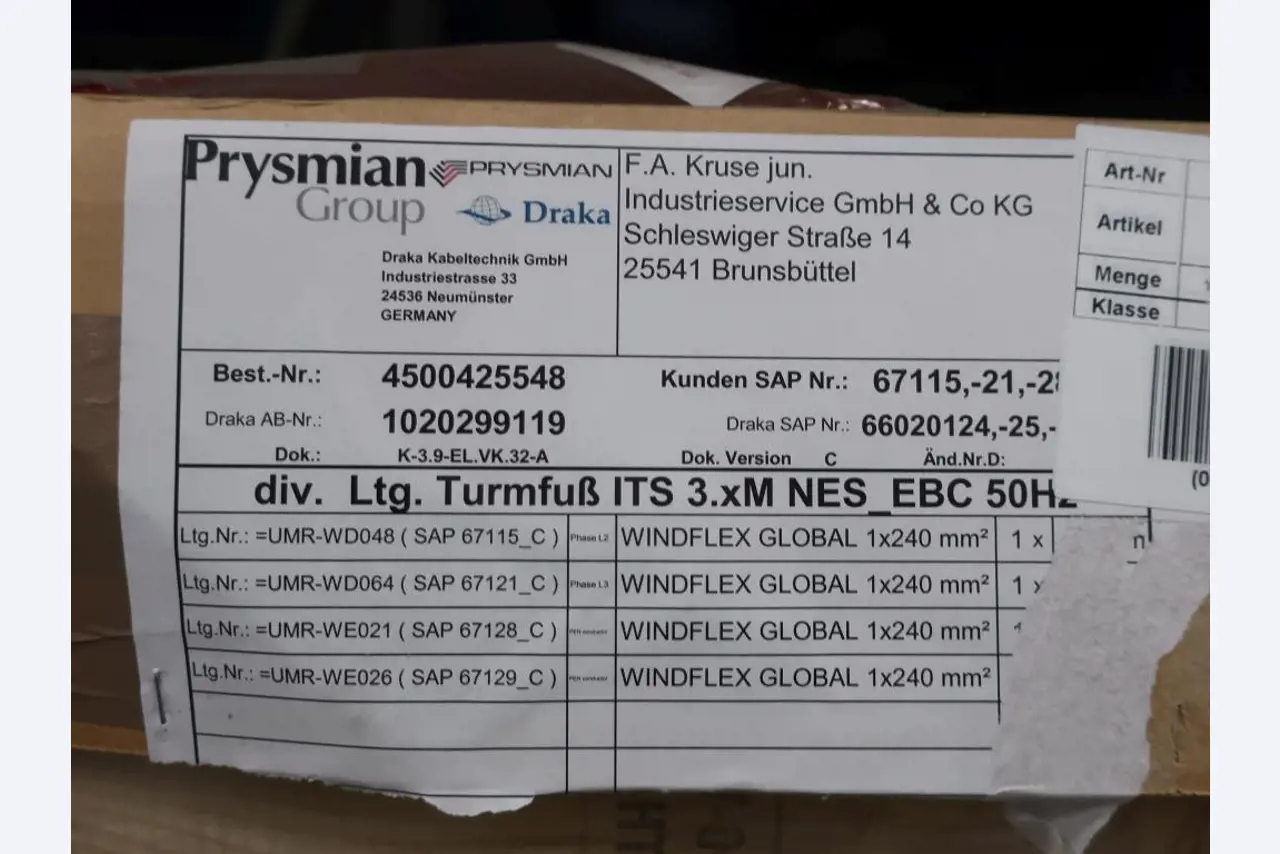 Prysmian
Group
PRYSMIAN
Draka
Draka Kabeltechnik GmbH
Industriestrasse 33
24536 Neumünster
GERMANY
F.A. Kruse jun.
Industrieservice GmbH & Co KG
Schleswiger Straße 14
25541 Brunsbüttel
Best.-Nr.: 4500425548 Kunden SAP Nr.: 67115,-21,-2
Draka AB-Nr.: 1020299119 Draka SAP Nr.: 66020124,-25,-
Dok.: K-3.9-EL.VK.32-A Dok. Version C Änd.Nr.D:
div. Ltg. Turmfuß ITS 3.xM NES_EBC 50Hz
Ltg.Nr.: =UMR-WD048 ( SAP 67115_C ) Phase L2 WINDFLEX GLOBAL 1x240 mm² 1 x
Ltg.Nr.: =UMR-WD064 ( SAP 67121_C ) Phase L3 WINDFLEX GLOBAL 1x240 mm² 1 x
Ltg.Nr.: =UMR-WE021 ( SAP 67128_C ) WINDFLEX GLOBAL 1x240 mm²
Ltg.Nr.: =UMR-WE026 ( SAP 67129_C ) WINDFLEX GLOBAL 1x240 mm²
Art-Nr
Artikel
Menge
Klasse
(0